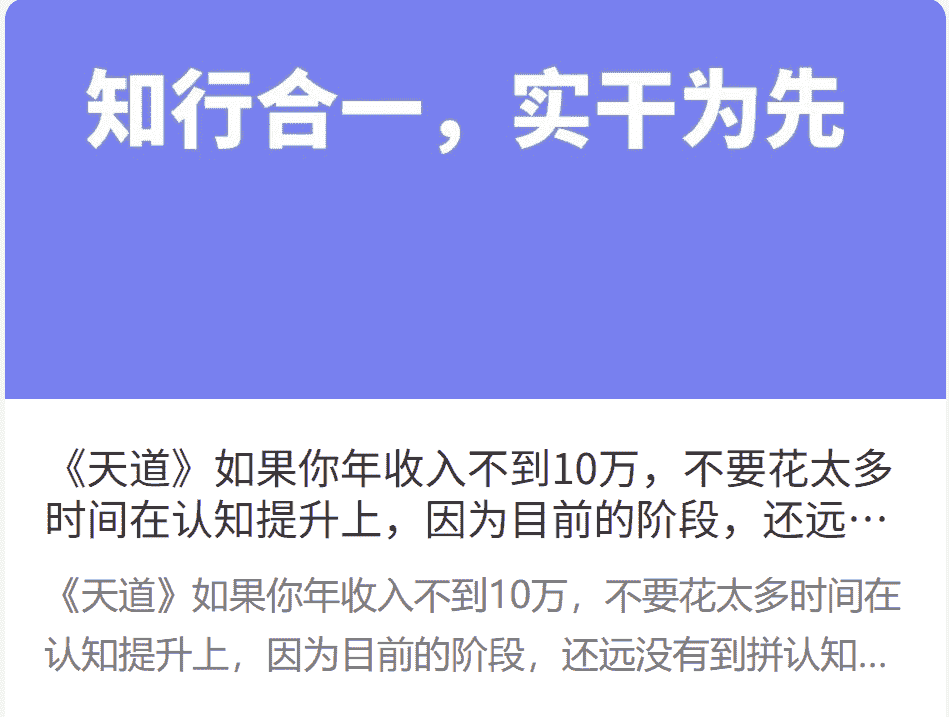 知行合一，实干为先
《天道》如果你年收入不到10万，不要花太多
时间在认知提升上，因为目前的阶段，还远…
《天道》如果你年收入不到10万，不要花太多时间在
认知提升上，因为目前的阶段，还远没有到拼认知...